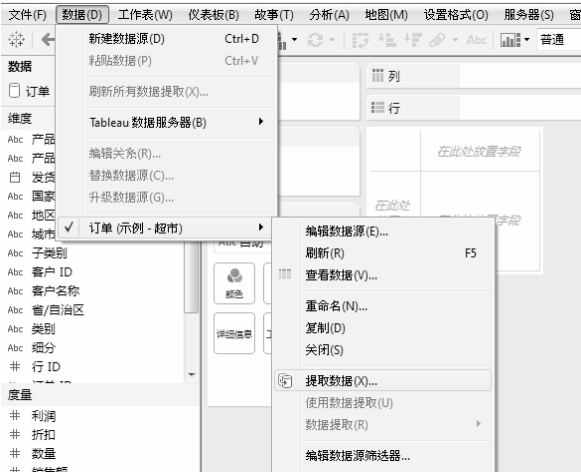 文件(F) 数据(D) 工作表(W) 仪表板(B) 故事(T) 分析(A) 地图(M) 设置格式(O) 服务器(S) 窗
Abc 普通
新建数据源(D) Ctrl+D
粘贴数据(P) Ctrl+V
刷新所有数据提取(X)...
Tableau 数据服务器(B)
编辑关系(R)...
替换数据源(C)...
升级数据源(G)...
订单 (示例 - 超市)
数据
订单
维度
Abc 产品
Abc 产品
发货
Abc 国家
Abc 地区
Abc 城市
Abc 子类别
Abc 客户 ID
Abc 客户名称
Abc 省/自治区
Abc 类别
Abc 细分
# 行 ID
度量
# 利润
# 折扣
# 数量
列
行
在此处放置字段
在此处
颜色
详细信息
编辑数据源(E)...
刷新(R) F5
查看数据(V)...
重命名(N)...
复制(D)
关闭(S)
提取数据(X)...
使用数据提取(U)
数据提取(R)
编辑数据源筛选器...